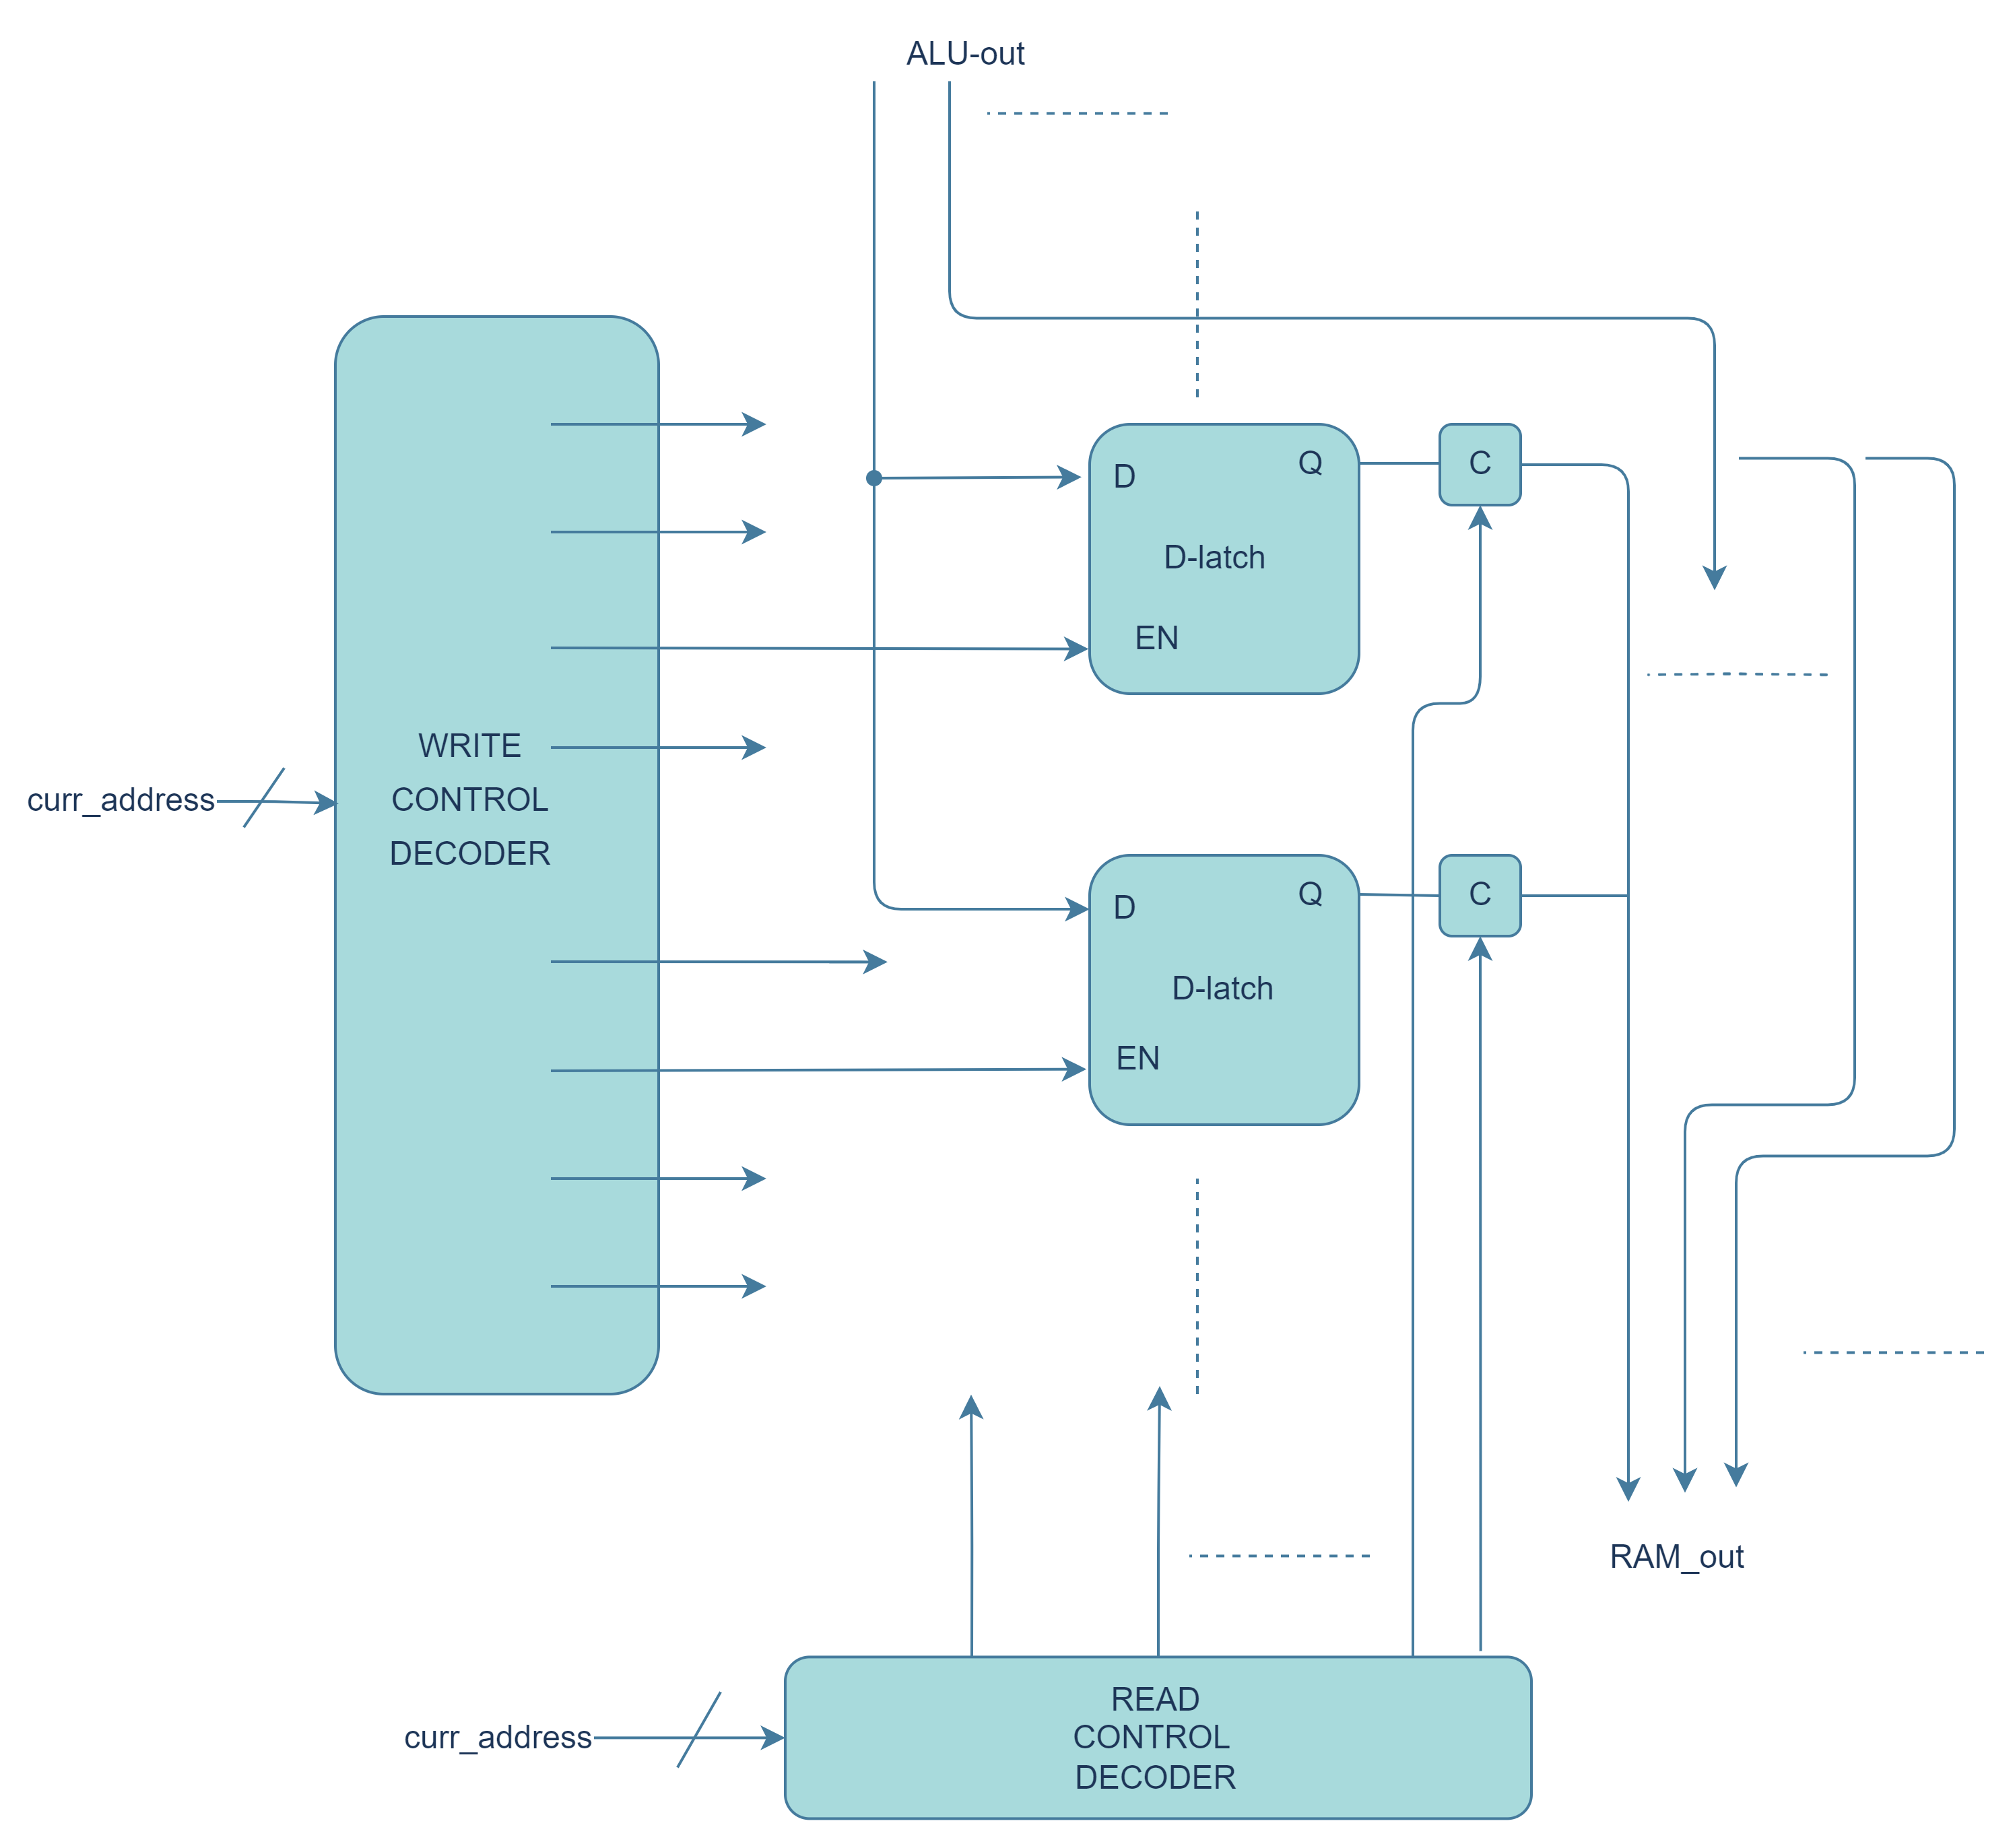 ALU-out
D
Q
C
D-latch
EN
WRITE
CONTROL
DECODER
curr_address
D
Q
C
D-latch
EN
RAM_out
curr_address
READ
CONTROL
DECODER